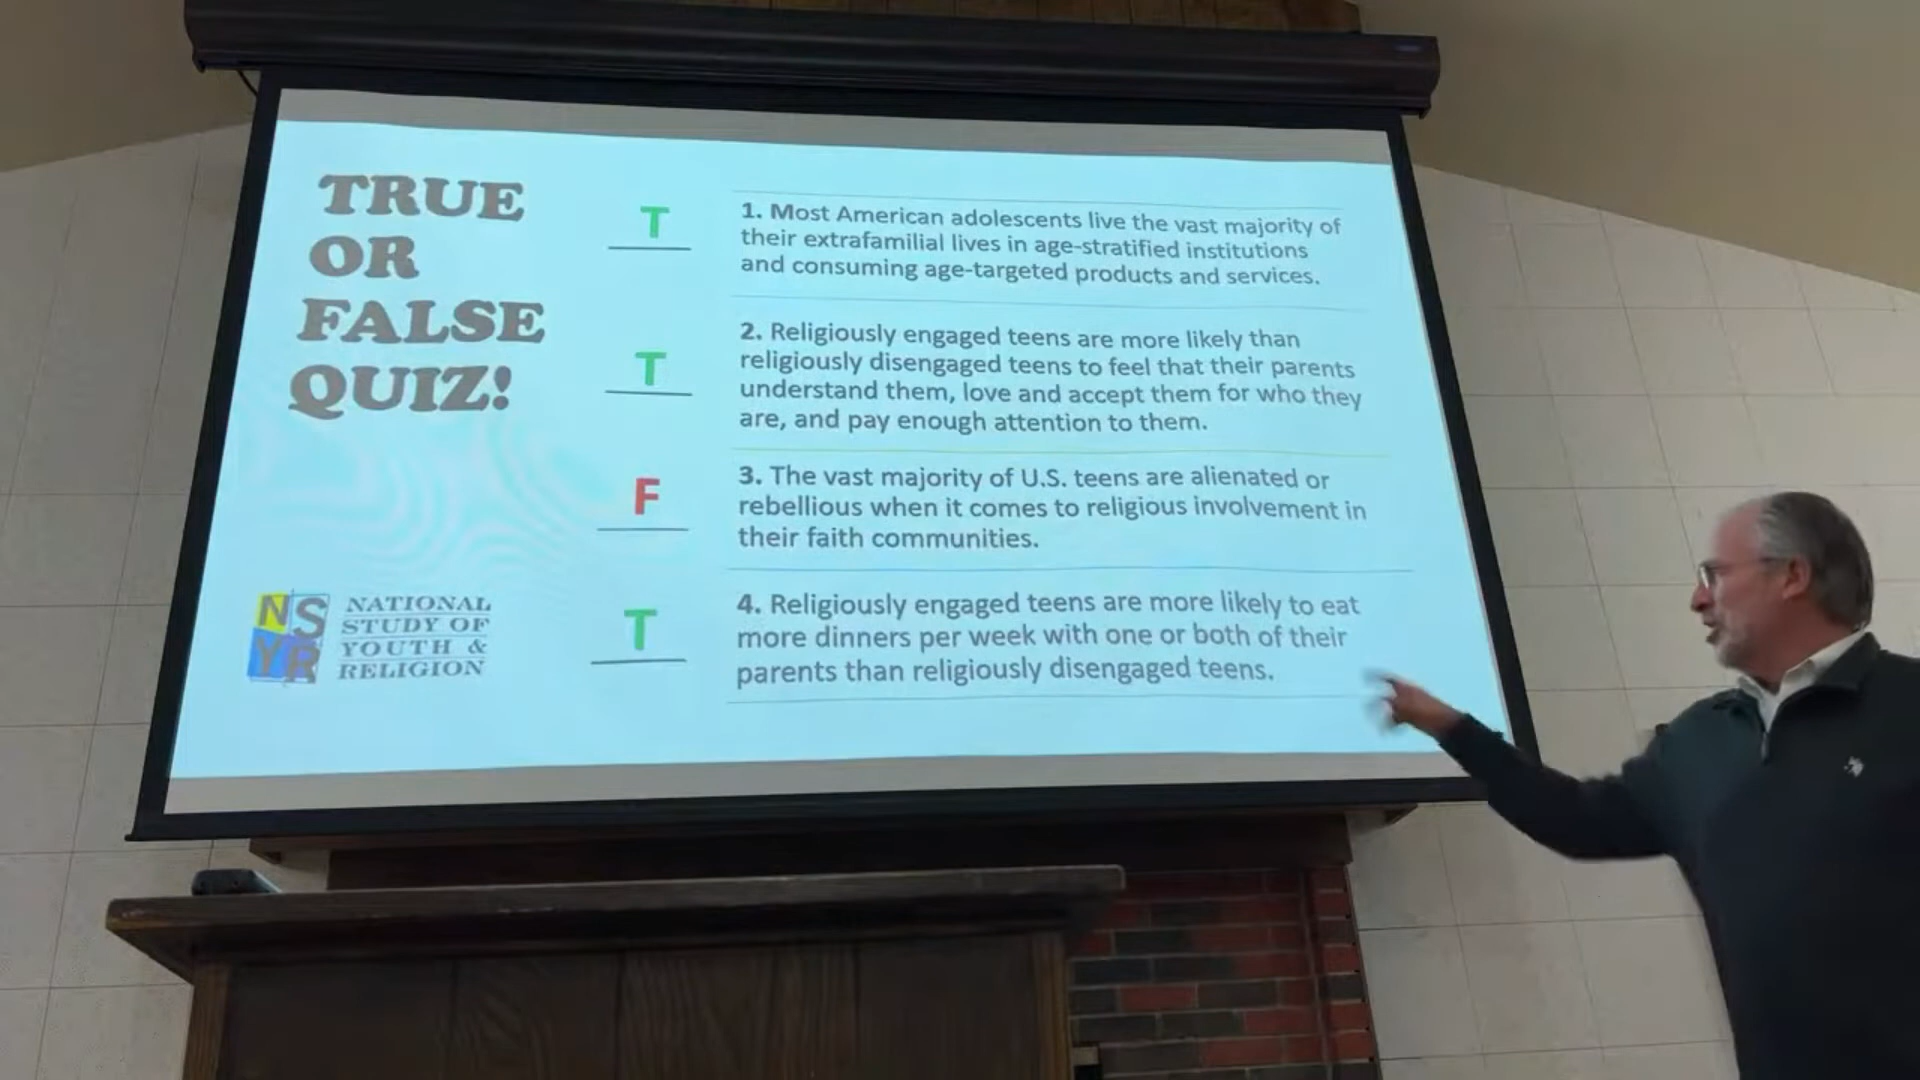 TRUE
OR
FALSE
QUIZ!
T
1. Most American adolescents live the vast majority of
their extrafamilial lives in age-stratified institutions
and consuming age-targeted products and services.
T
2. Religiously engaged teens are more likely than
religiously disengaged teens to feel that their parents
understand them, love and accept them for who they
are, and pay enough attention to them.
F
3. The vast majority of U.S. teens are alienated or
rebellious when it comes to religious involvement in
their faith communities.
T
4. Religiously engaged teens are more likely to eat
more dinners per week with one or both of their
parents than religiously disengaged teens.
NS
YR
NATIONAL
STUDY OF
YOUTH &
RELIGION